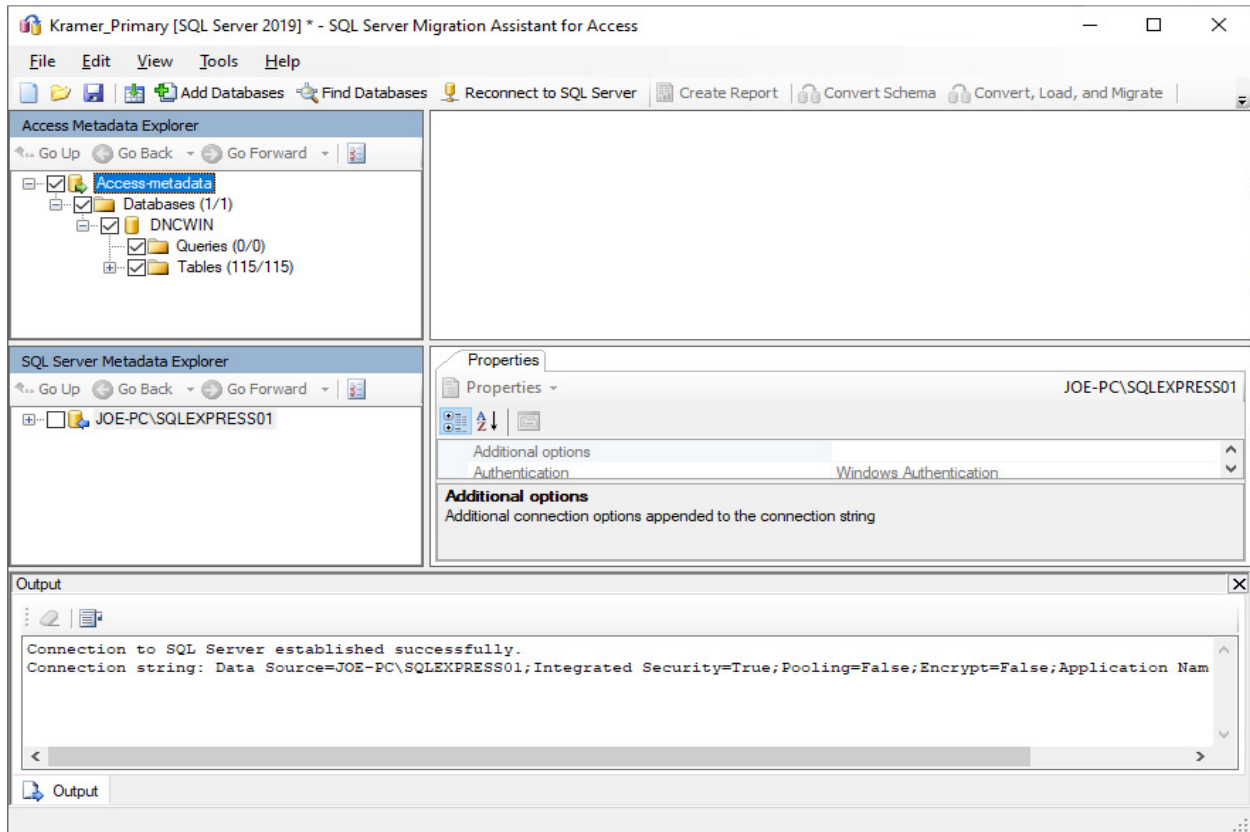 Kramer_Primary [SQL Server 2019] * - SQL Server Migration Assistant for Access
File Edit View Tools Help
Add Databases Find Databases Reconnect to SQL Server Create Report Convert Schema Convert, Load, and Migrate
Access Metadata Explorer
Go Up Go Back Go Forward
Access-metadata
Databases (1/1)
DNCWIN
Queries (0/0)
Tables (115/115)
SQL Server Metadata Explorer
Go Up Go Back Go Forward
JOE-PC\SQLEXPRESS01
Properties
Properties JOE-PC\SQLEXPRESS01
Additional options
Authentication Windows Authentication
Additional options
Additional connection options appended to the connection string
Output
Connection to SQL Server established successfully.
Connection string: Data Source=JOE-PC\SQLEXPRESS01;Integrated Security=True;Pooling=False;Encrypt=False;Application Nam
Output